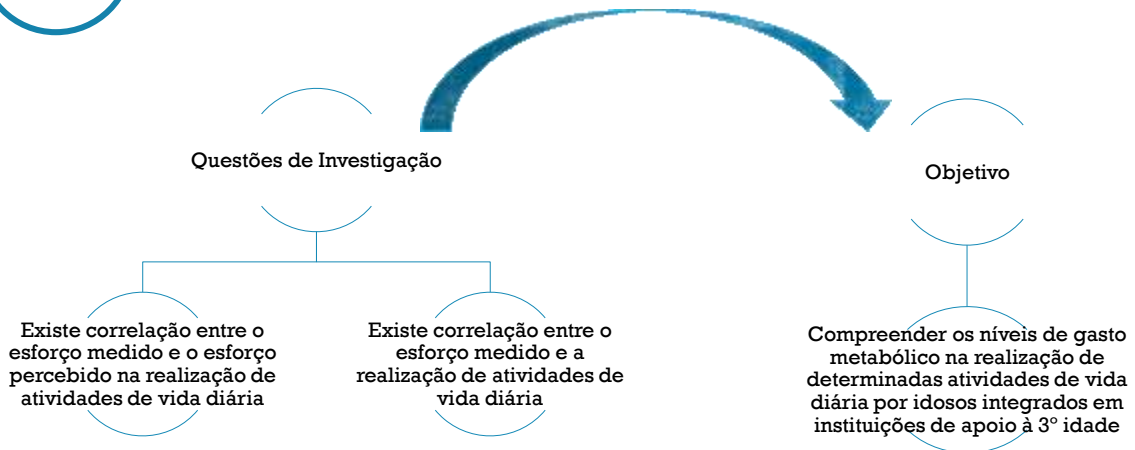 Questões de Investigação
Objetivo
Existe correlação entre o
esforço medido e o esforço
percebido na realização de
atividades de vida diária
Existe correlação entre o
esforço medido e a
realização de atividades de
vida diária
Compreender os níveis de gasto
metabólico na realização de
determinadas atividades de vida
diária por idosos integrados em
instituições de apoio à 3º idade